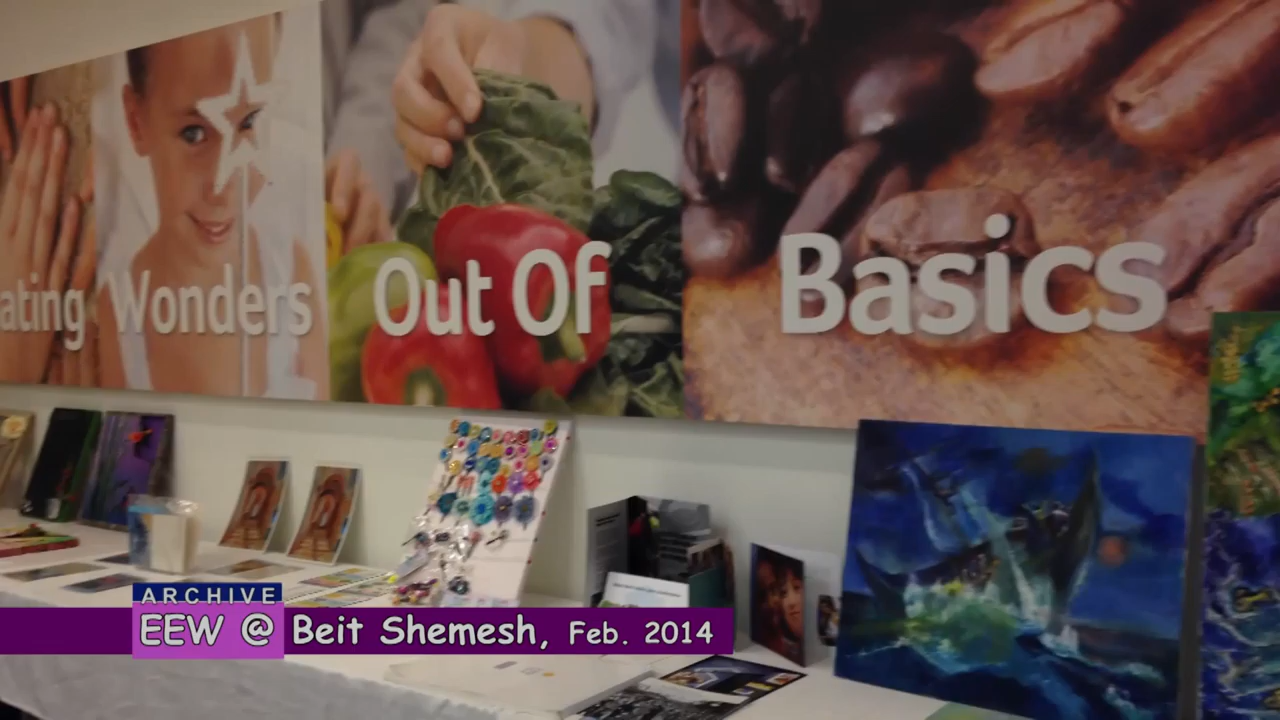 ating Wonders Out Of Basics
ARCHIVE
EEW @ Beit Shemesh, Feb. 2014